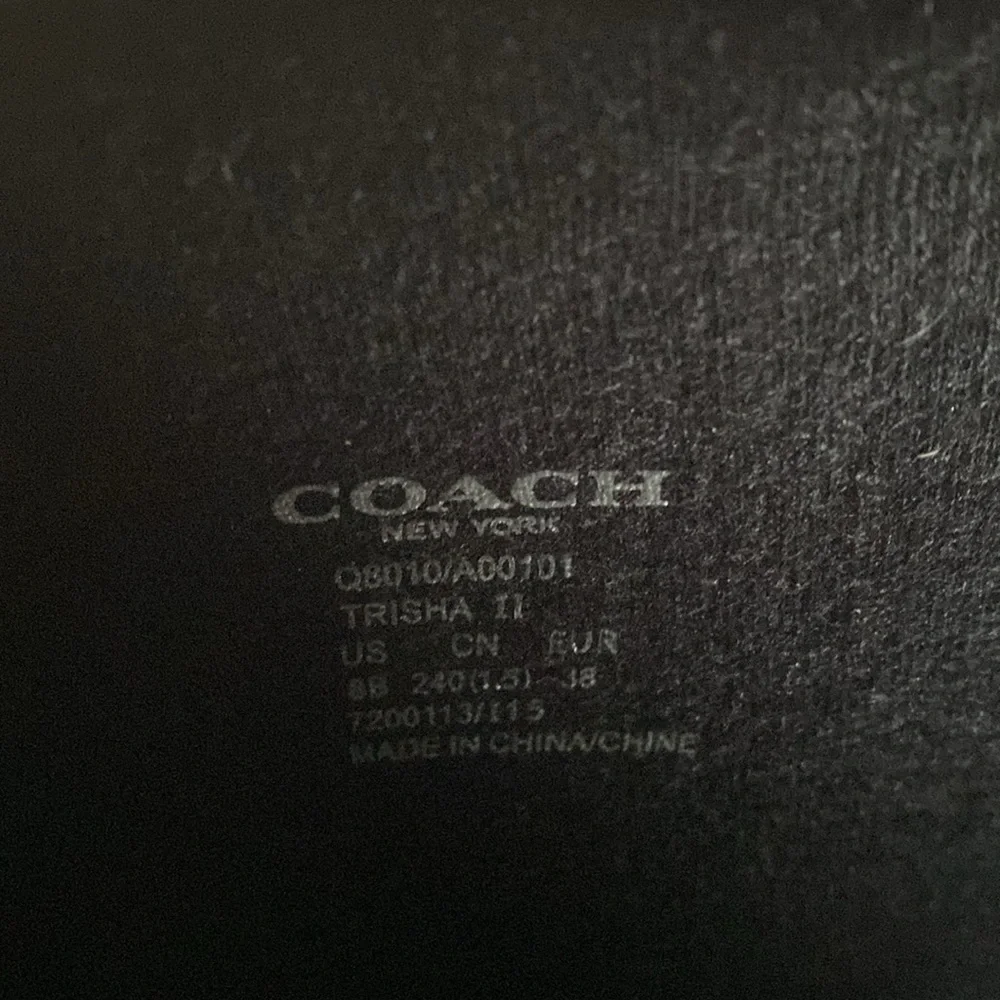 COACH
NEW YORK
Q8010/A00101
TRISHA II
US CN EUR
8B 240(1.5) 38
7200113/I15
MADE IN CHINA/CHINE